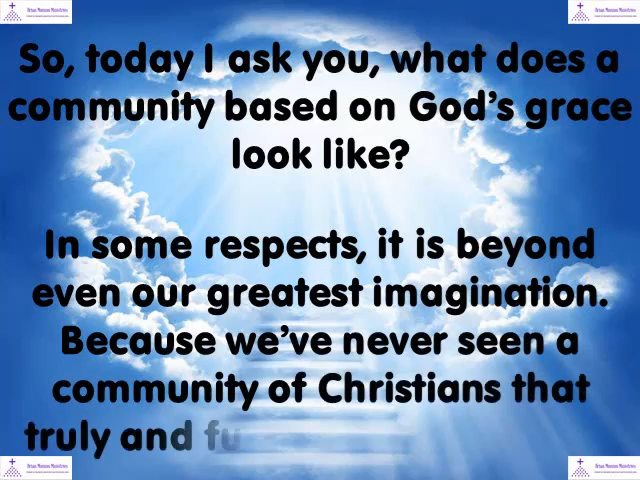 So, today I ask you, what does a
community based on God's grace
look like?
In some respects, it is beyond
even our greatest imagination.
Because we've never seen a
community of Christians that
truly and fu